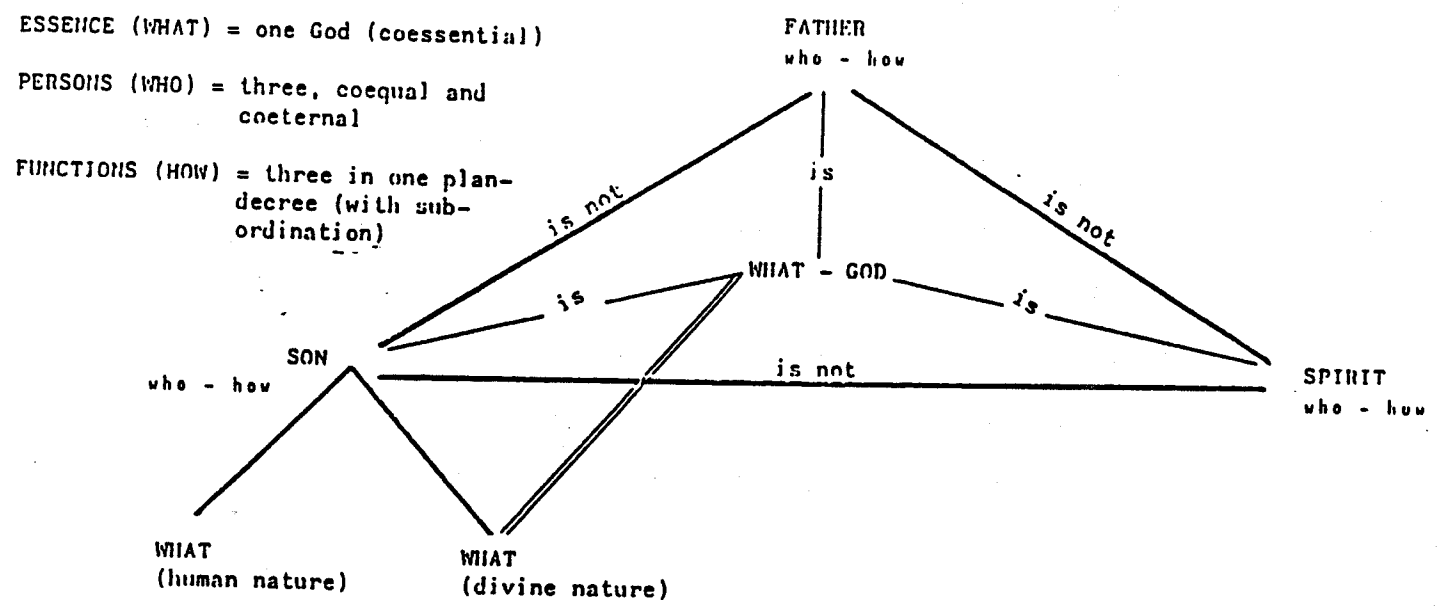 ESSENCE (WHAT) = one God (coessential)
PERSONS (WHO) = three, coequal and
coeternal
FUNCTIONS (HOW) = three in one plan-
decree (with sub-
ordination)
FATHER
who - how
is
is not
is not
WHAT - GOD
is
is
SON
who - how
is not
SPIRIT
who - how
WHAT
(human nature)
WHAT
(divine nature)